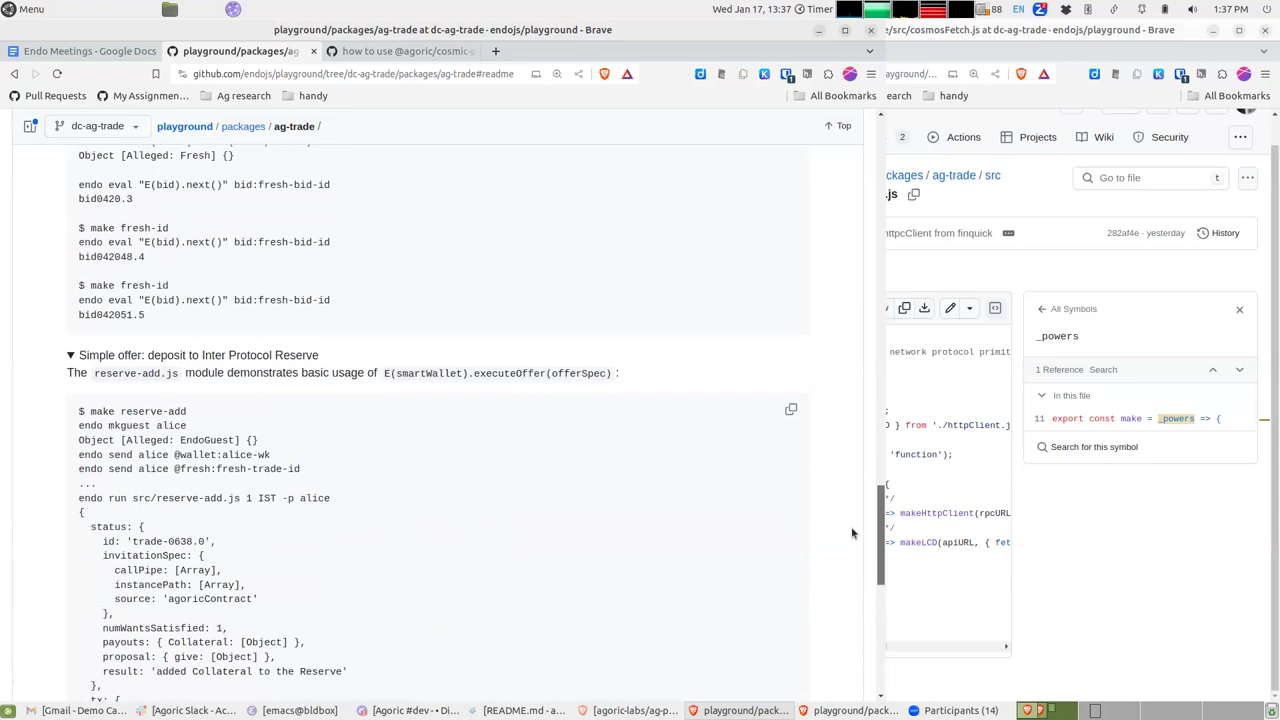 Menu
Wed Jan 17, 13:37
Timer
88
EN
1:37 PM
playground/packages/ag-trade at dc-ag-trade · endojs/playground - Brave
e/src/cosmosFetch.js at dc-ag-trade · endojs/playground - Brave
Endo Meetings - Google Docs
playground/packages/ag
how to use @agoric/cosmic-p
github.com/endojs/playground/tree/dc-ag-trade/packages/ag-trade#readme
ayground/...
Pull Requests
My Assignmen...
Ag research
handy
All Bookmarks
earch
handy
All Bookmarks
dc-ag-trade
playground / packages / ag-trade /
Top
2
Actions
Projects
Wiki
Security
ckages / ag-trade / src
Go to file
t
.js
ttpcClient from finquick
282af4e · yesterday
History
Object [Alleged: Fresh] {}
endo eval "E(bid).next()" bid:fresh-bid-id
bid0420.3
$ make fresh-id
endo eval "E(bid).next()" bid:fresh-bid-id
bid042048.4
$ make fresh-id
endo eval "E(bid).next()" bid:fresh-bid-id
bid042051.5
Simple offer: deposit to Inter Protocol Reserve
The reserve-add.js module demonstrates basic usage of E(smartWallet).executeOffer(offerSpec) :
$ make reserve-add
endo mkguest alice
Object [Alleged: EndoGuest] {}
endo send alice @wallet:alice-wk
endo send alice @fresh:fresh-trade-id
...
endo run src/reserve-add.js 1 IST -p alice
{
status: {
id: 'trade-0638.0',
invitationSpec: {
callPipe: [Array],
instancePath: [Array],
source: 'agoricContract'
},
numWantsSatisfied: 1,
payouts: { Collateral: [Object] },
proposal: { give: [Object] },
result: 'added Collateral to the Reserve'
},
tx: {
network protocol primit
;
O } from './httpClient.j
'function');
{
*/
=> makeHttpClient(rpcURL
*/
=> makeLCD(apiURL, { fet
All Symbols
_powers
1 Reference Search
In this file
11 export const make = _powers => {
Search for this symbol
[Gmail - Demo Ca...
[Agoric Slack - Ac...
[emacs@bldbox]
[Agoric #dev - Di...
[README.md - a...
[agoric-labs/ag-p...
playground/pack...
playground/pack...
Participants (14)